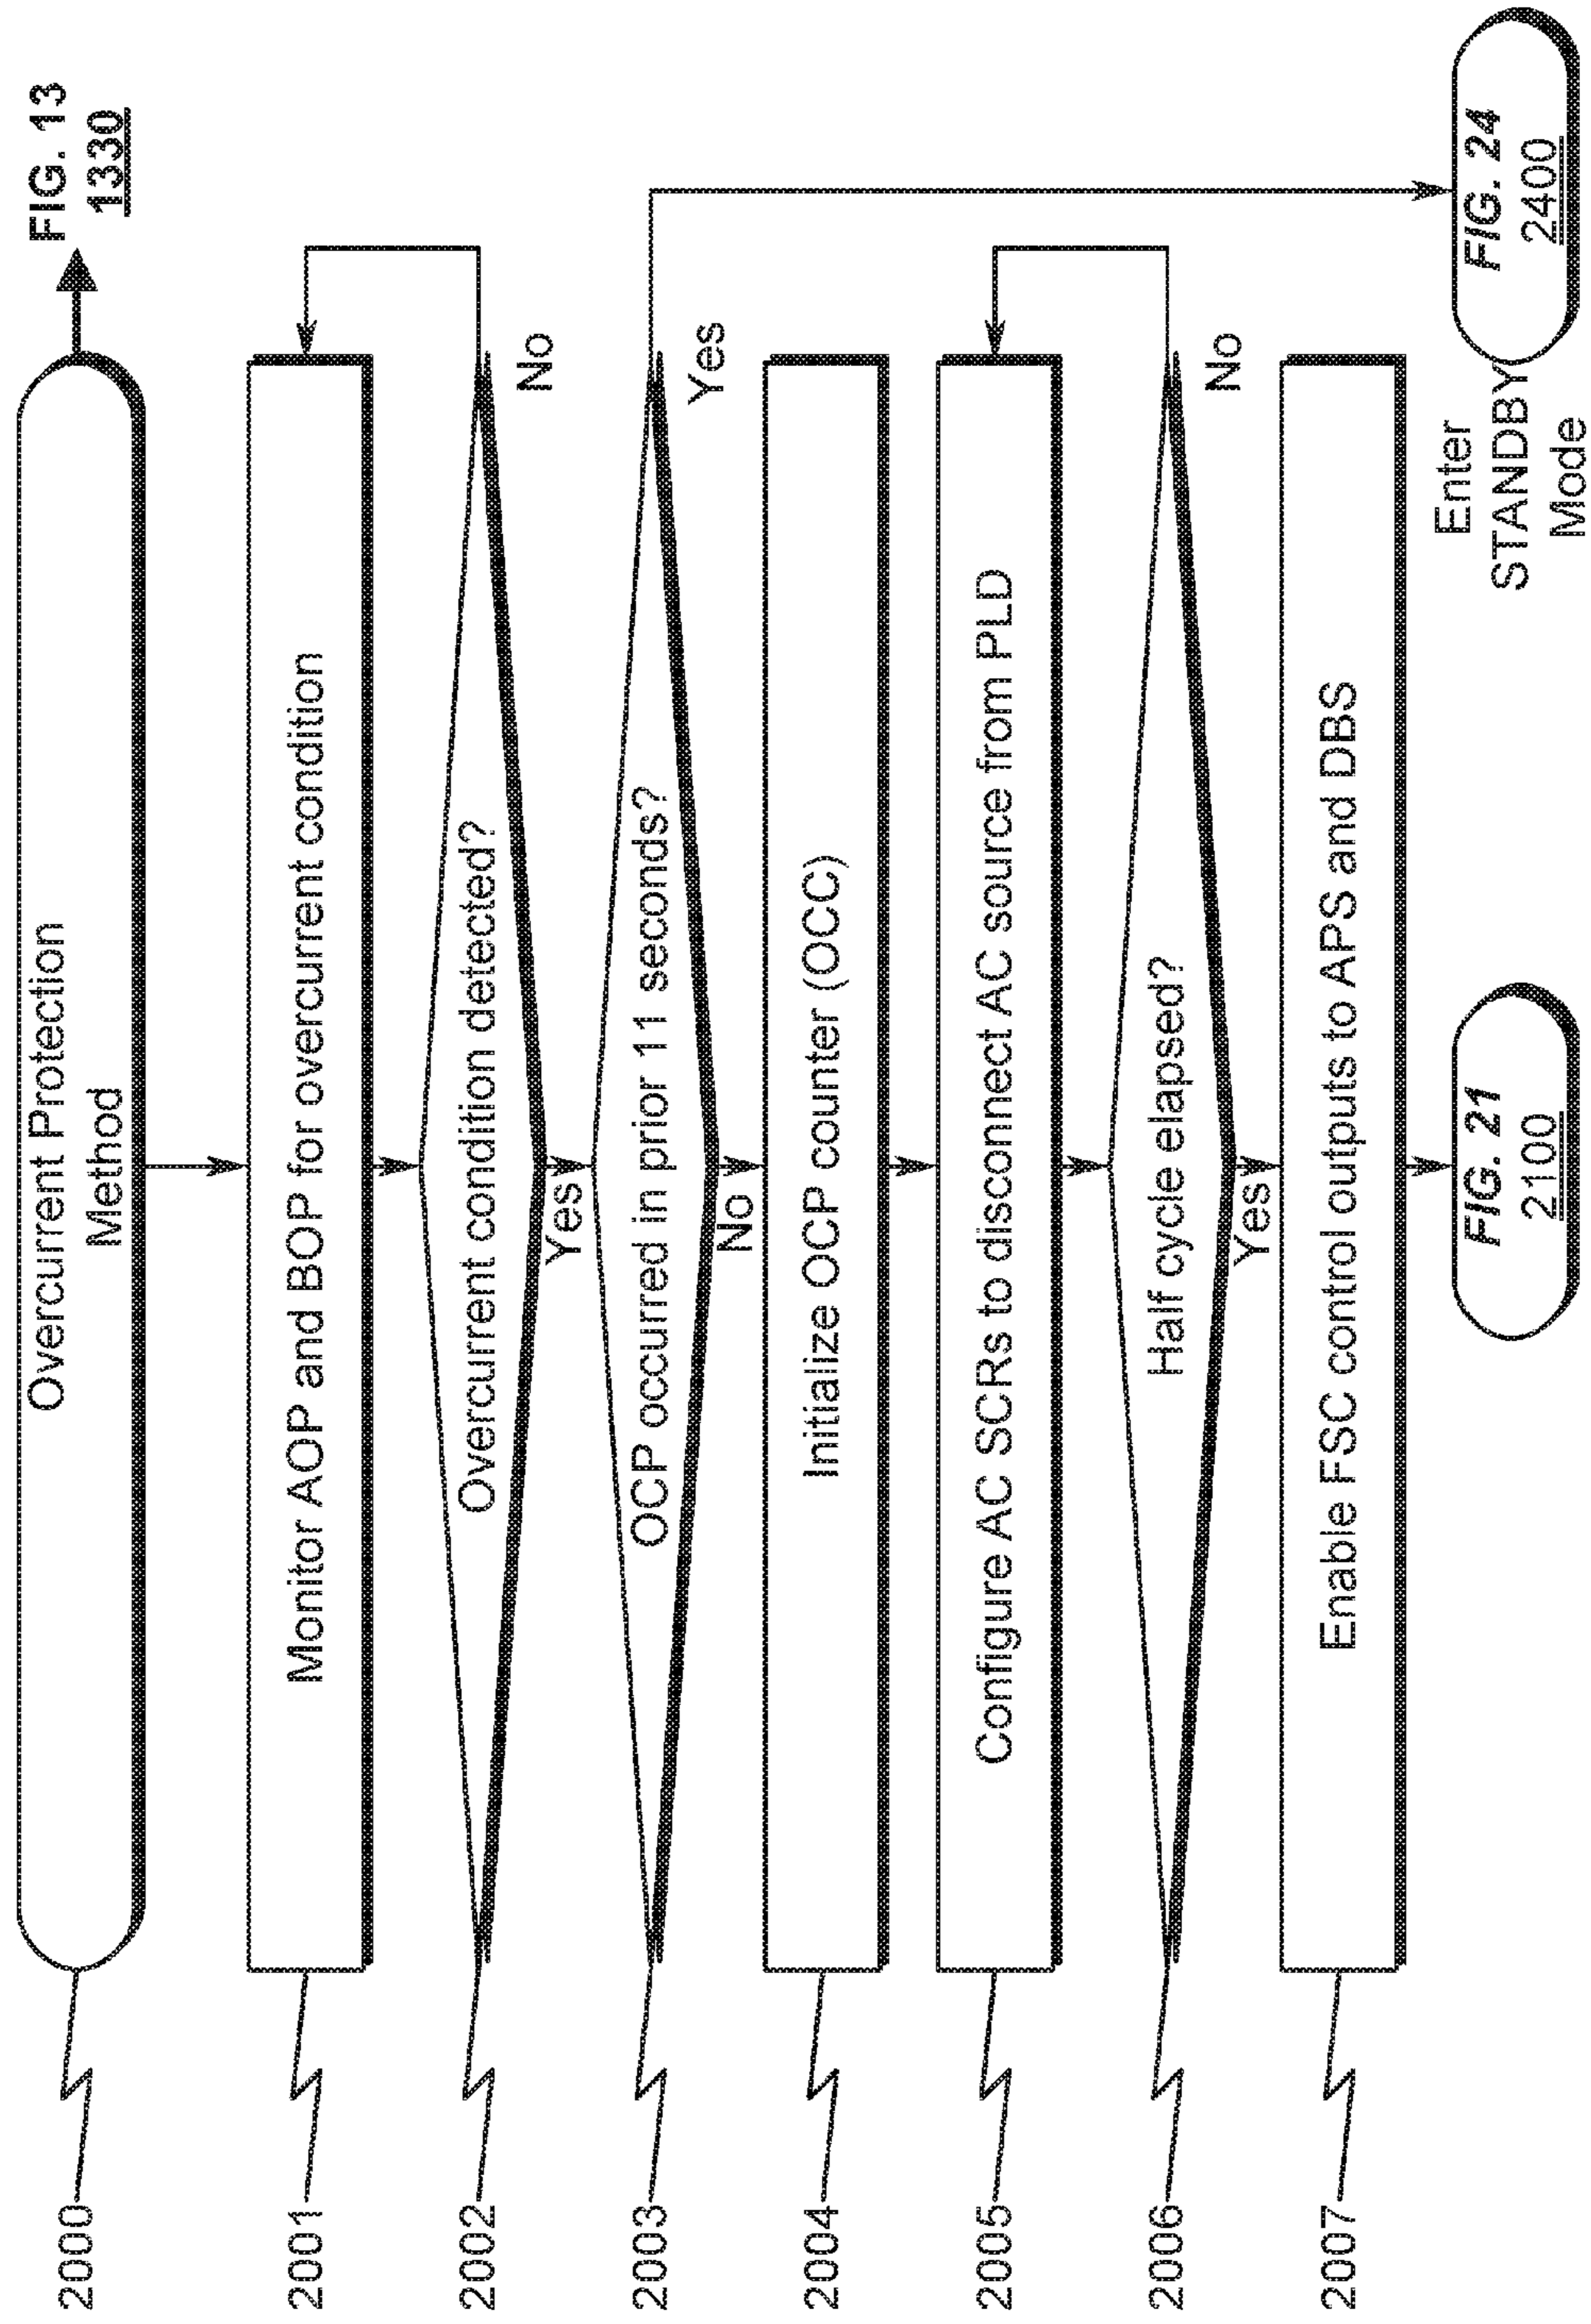 Overcurrent Protection
Method
FIG. 13
1330
2000
Monitor AOP and BOP for overcurrent condition
2001
Overcurrent condition detected?
No
Yes
2002
OCP occurred in prior 11 seconds?
Yes
No
2003
Initialize OCP counter (OCC)
2004
Configure AC SCRs to disconnect AC source from PLD
2005
Half cycle elapsed?
No
Yes
2006
Enable FSC control outputs to APS and DBS
2007
FIG. 21
2100
Enter
STANDBY
Mode
FIG. 24
2400